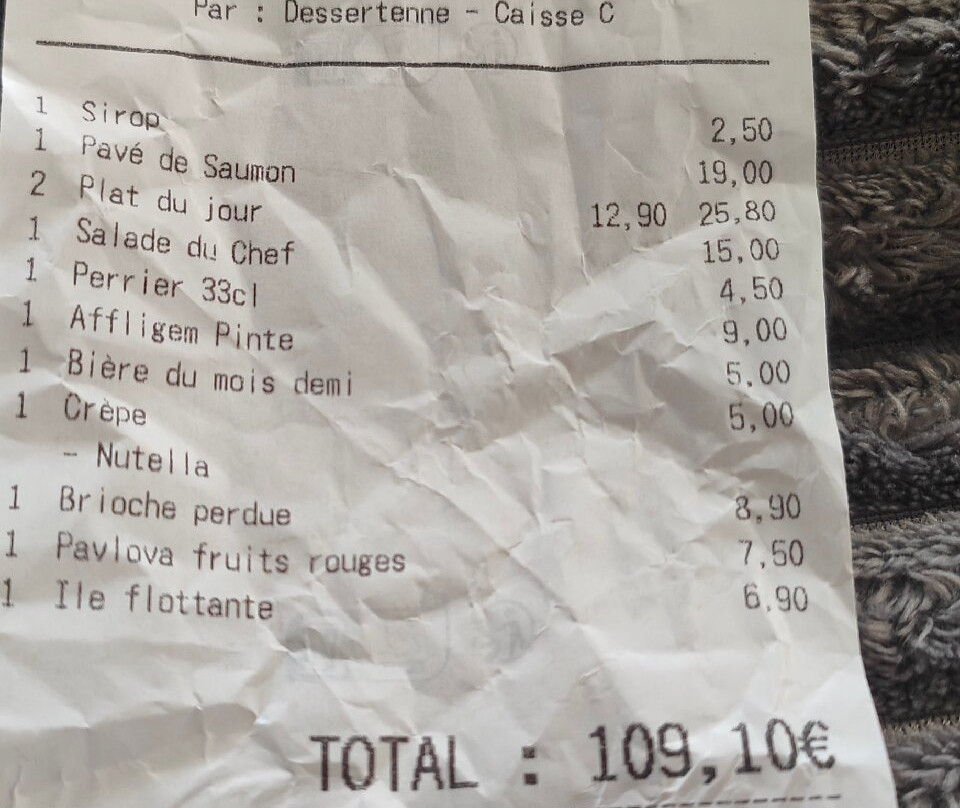 Par : Dessertenne - Caisse C
1 Sirop 2,50
1 Pavé de Saumon 19,00
2 Plat du jour 12,90 25,80
1 Salade du Chef 15,00
1 Perrier 33cl 4,50
1 Affligem Pinte 9,00
1 Bière du mois demi 5,00
1 Crèpe 5,00
- Nutella
1 Brioche perdue 8,90
1 Pavlova fruits rouges 7,50
1 Ile flottante 6,90
TOTAL : 109,10€